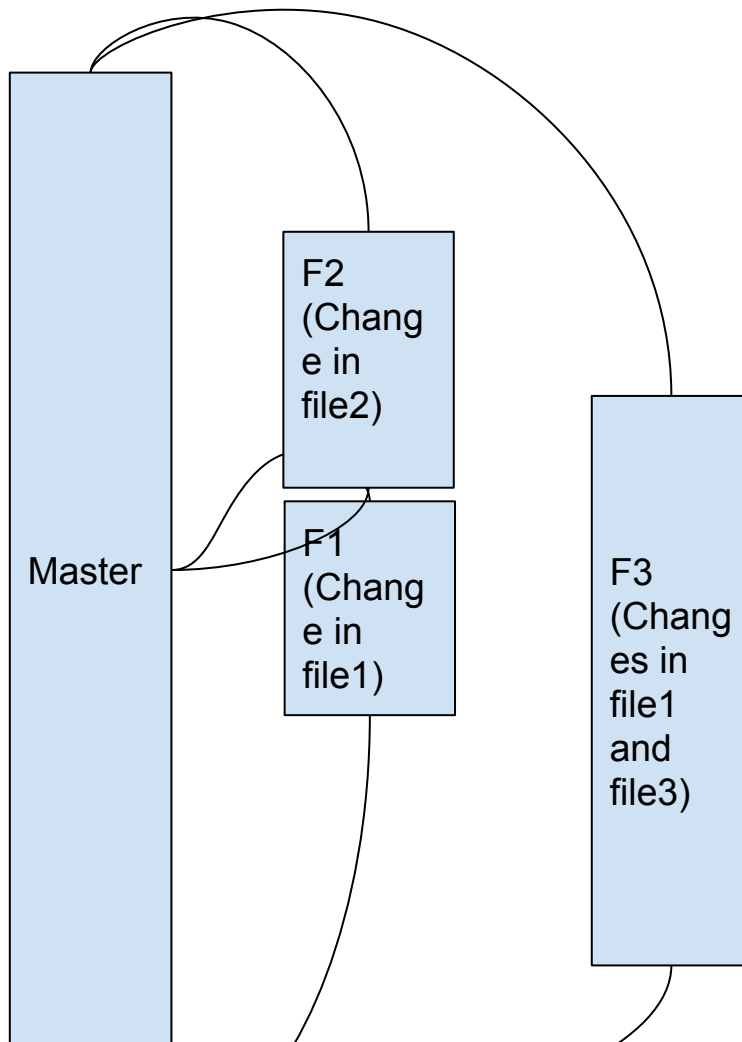 Master
F2
(Chang
e in
file2)
F1
(Chang
e in
file1)
F3
(Chang
es in
file1
and
file3)